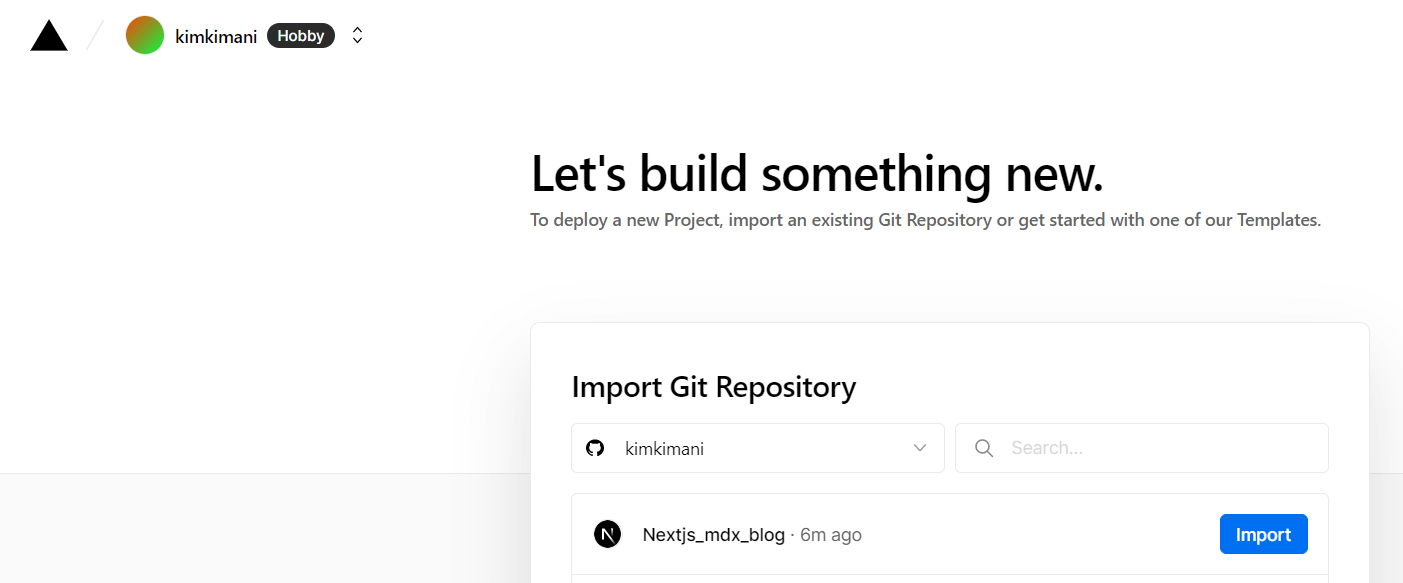 kimkimani Hobby
Let's build something new.
To deploy a new Project, import an existing Git Repository or get started with one of our Templates.
Import Git Repository
kimkimani
Search...
Nextjs_mdx_blog · 6m ago
Import